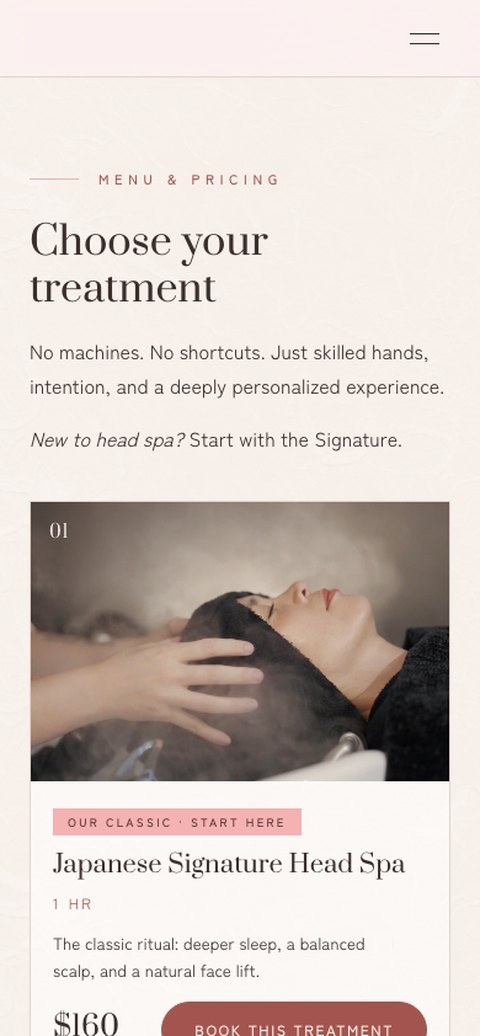 MENU & PRICING
Choose your
treatment
No machines. No shortcuts. Just skilled hands,
intention, and a deeply personalized experience.
New to head spa? Start with the Signature.
01
OUR CLASSIC · START HERE
Japanese Signature Head Spa
1 HR
The classic ritual: deeper sleep, a balanced
scalp, and a natural face lift.
$160
BOOK THIS TREATMENT